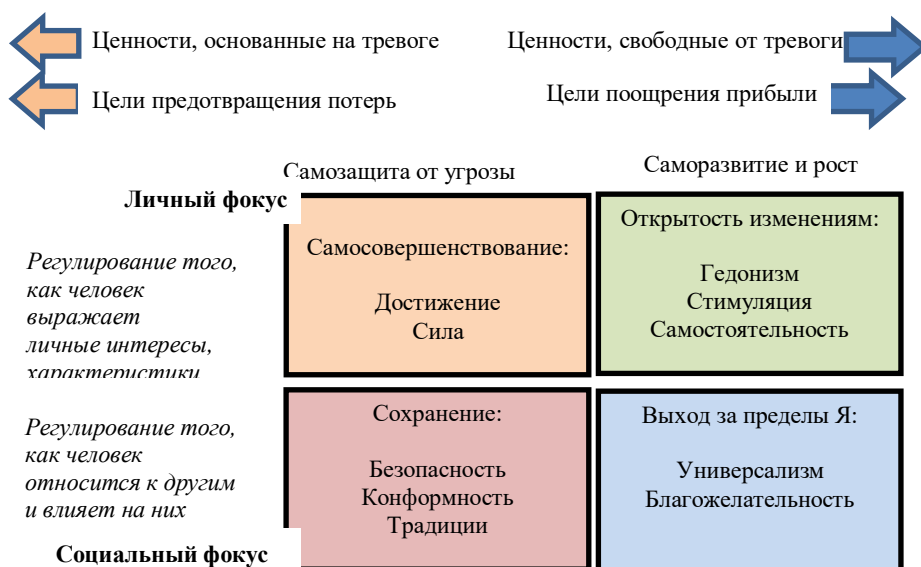 Ценности, основанные на тревоге
Ценности, свободные от тревоги
Цели предотвращения потерь
Цели поощрения прибыли
Самозащита от угрозы
Саморазвитие и рост
Личный фокус
Регулирование того,
как человек
выражает
личные интересы,
характеристики
Самосовершенствование:
Достижение
Сила
Открытость изменениям:
Гедонизм
Стимуляция
Самостоятельность
Регулирование того,
как человек
относится к другим
и влияет на них
Сохранение:
Безопасность
Конформность
Традиции
Выход за пределы Я:
Универсализм
Благожелательность
Социальный фокус